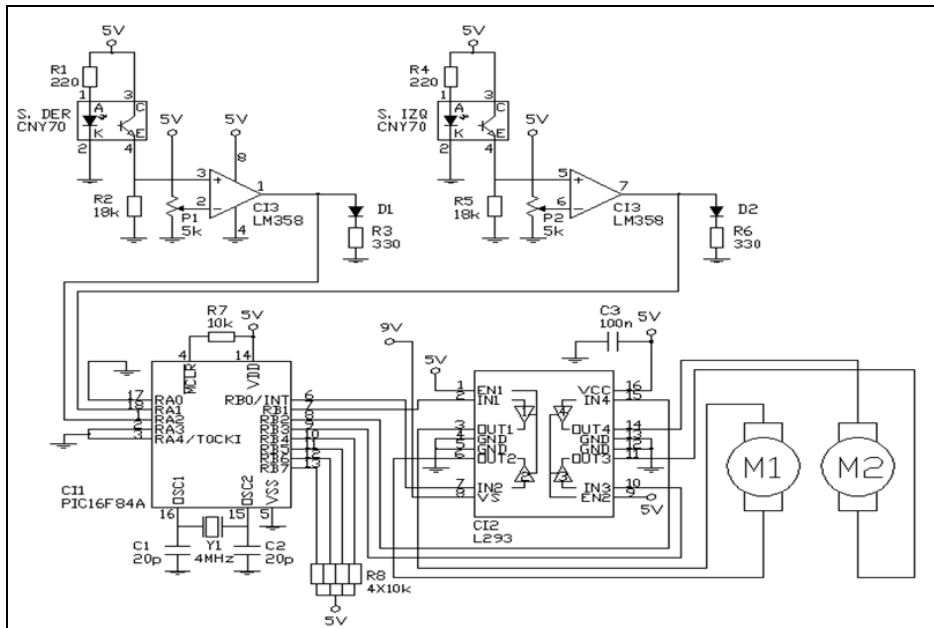 5V
5V
R1
220
R4
220
1
3
1
3
A
C
A
C
S. DER
CNY70
S. IZQ
CNY70
K
E
K
E
2
4
5V
5V
2
4
5V
8
3
+
1
5
+
7
2
−
CI3
6
−
CI3
R2
18k
P1
5k
4
LM358
D1
R5
18k
P2
5k
LM358
D2
R3
330
R6
330
R7
10k
5V
9V
C3
100n
5V
4
14
5V
MCLR
VDD
1
EN1
VCC
16
17
RA0
RB0/INT
6
2
IN1
IN4
15
18
RA1
RB1
7
1
4
1
RA2
RB2
8
3
OUT1
OUT4
14
2
RA3
RB3
9
4
GND
GND
13
3
RA4/TOCKI
RB4
10
5
GND
GND
12
RB5
11
6
OUT2
OUT3
11
RB6
12
2
3
RB7
13
M1
M2
OSC1
OSC2
VSS
7
IN2
IN3
10
8
VS
EN2
9
5V
CI1
PIC16F84A
16
15
5
CI2
L293
C1
20p
Y1
4MHz
C2
20p
R8
4X10k
5V